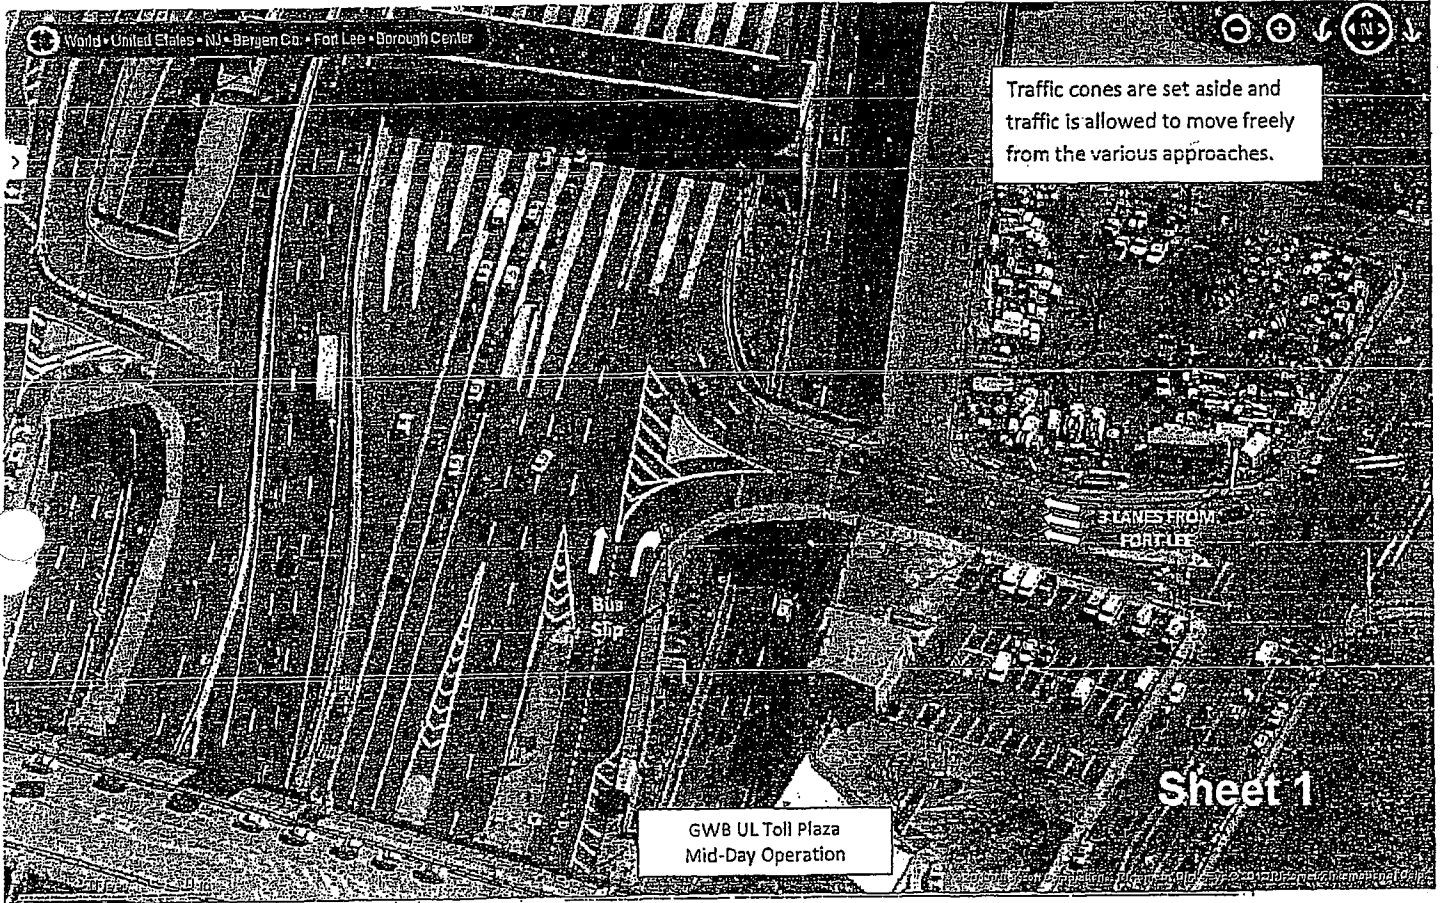 World • United States • NJ • Bergen Co. • Fort Lee • Borough Center
N
Traffic cones are set aside and
traffic is allowed to move freely
from the various approaches.
3 LANES FROM
FORT LEE
Bus
Slip
Sheet 1
GWB UL Toll Plaza
Mid-Day Operation